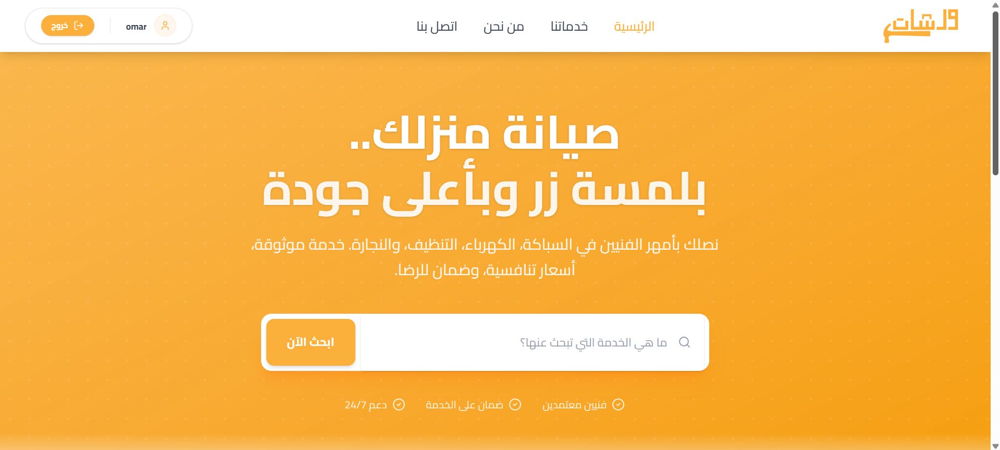 ورشات
الرئيسية
خدماتنا
من نحن
اتصل بنا
omar
خروج
صيانة منزلك..
بلمسة زر وبأعلى جودة
نصلك بأمهر الفنيين في السباكة، الكهرباء، التنظيف، والنجارة. خدمة موثوقة،
أسعار تنافسية، وضمان للرضا.
ما هي الخدمة التي تبحث عنها؟
ابحث الآن
فنيين معتمدين
ضمان على الخدمة
دعم 24/7